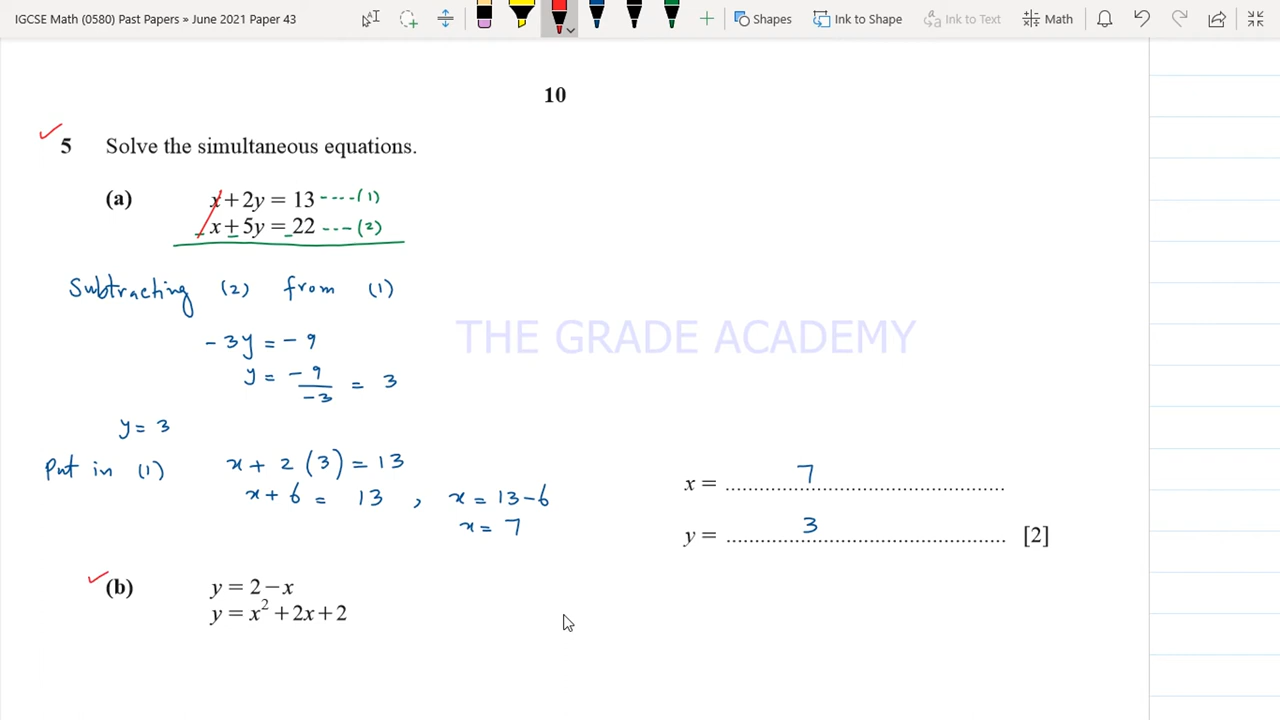 IGCSE Math (0580) Past Papers » June 2021 Paper 43
Shapes
Ink to Shape
Ink to Text
Math
10
5 Solve the simultaneous equations.
(a) x + 2y = 13 ----(1)
x + 5y = 22 ---(2)
- - -
Subtracting (2) from (1)
THE GRADE ACADEMY
-3y = -9
y = -9/-3 = 3
y = 3
Put in (1) x + 2(3) = 13
x + 6 = 13 , x = 13-6
x = 7
x = 7
y = 3 [2]
(b) y = 2 - x
y = x² + 2x + 2